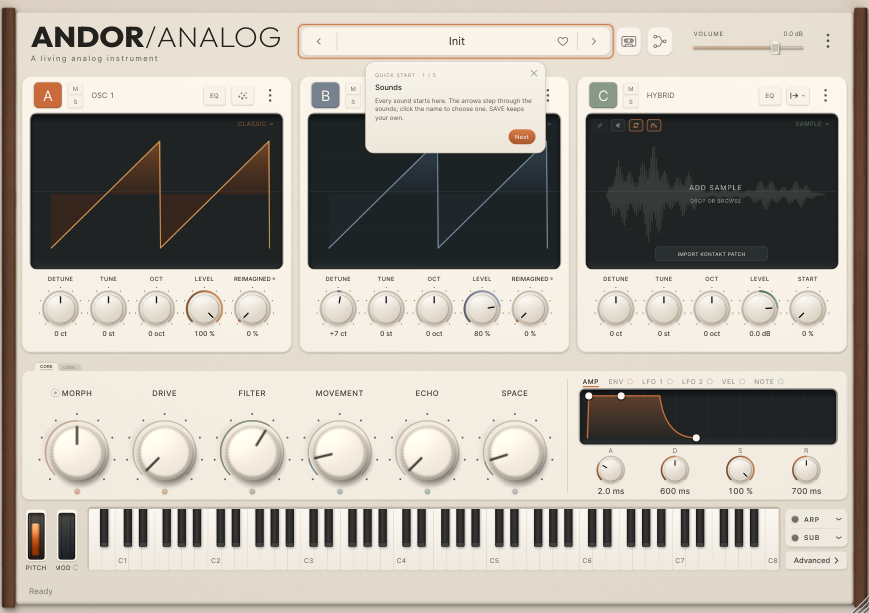 ANDOR/ANALOG
A living analog instrument
Init
VOLUME 0.0 dB
QUICK START 1 / 5
Sounds
Every sound starts here. The arrows step through the
sounds; click the name to choose one. SAVE keeps
your own.
Next
A M S OSC 1 EQ
CLASSIC
DETUNE TUNE OCT LEVEL REIMAGINED
0 ct 0 st 0 oct 100 % 0 %
B M S
DETUNE TUNE OCT LEVEL REIMAGINED
+7 ct 0 st 0 oct 80 % 0 %
C M S HYBRID EQ
SAMPLE
ADD SAMPLE
DROP OR BROWSE
IMPORT KONTAKT PATCH
DETUNE TUNE OCT LEVEL START
0 ct 0 st 0 oct 0.0 dB 0 %
CORE
MORPH DRIVE FILTER MOVEMENT ECHO SPACE
AMP ENV LFO 1 LFO 2 VEL NOTE
A D S R
2.0 ms 600 ms 100 % 700 ms
PITCH MOD
C1 C2 C3 C4 C5 C6 C7 C8
ARP
SUB
Advanced
Ready